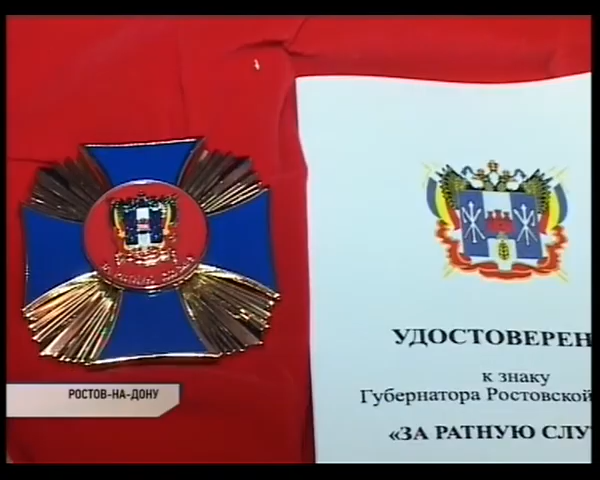 УДОСТОВЕРЕН
к знаку
Губернатора Ростовской
«ЗА РАТНУЮ СЛУ
РОСТОВ-НА-ДОНУ